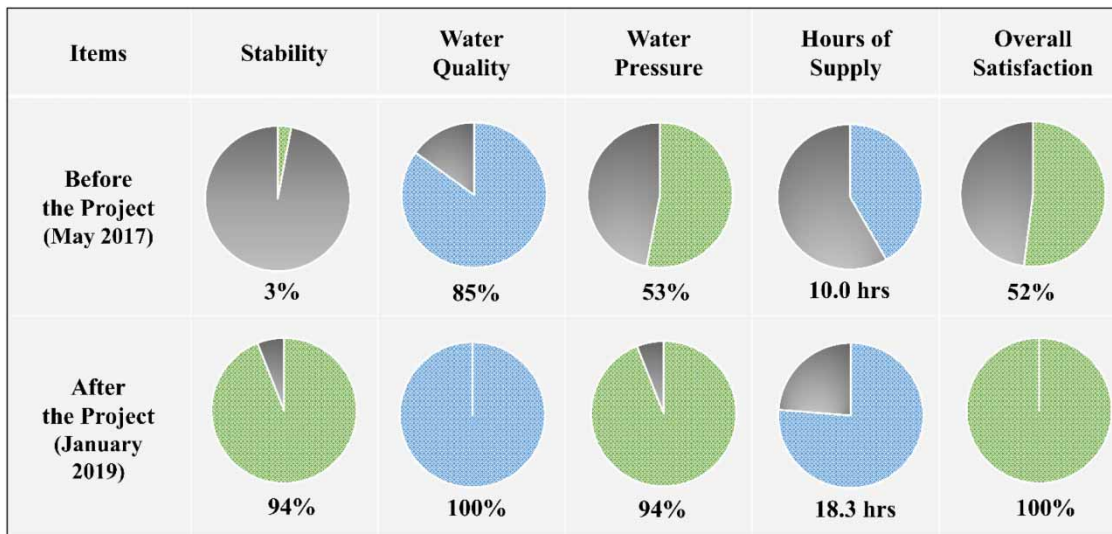 Items
Stability
Water
Quality
Water
Pressure
Hours of
Supply
Overall
Satisfaction
Before
the Project
(May 2017)
3%
85%
53%
10.0 hrs
52%
After
the Project
(January
2019)
94%
100%
94%
18.3 hrs
100%